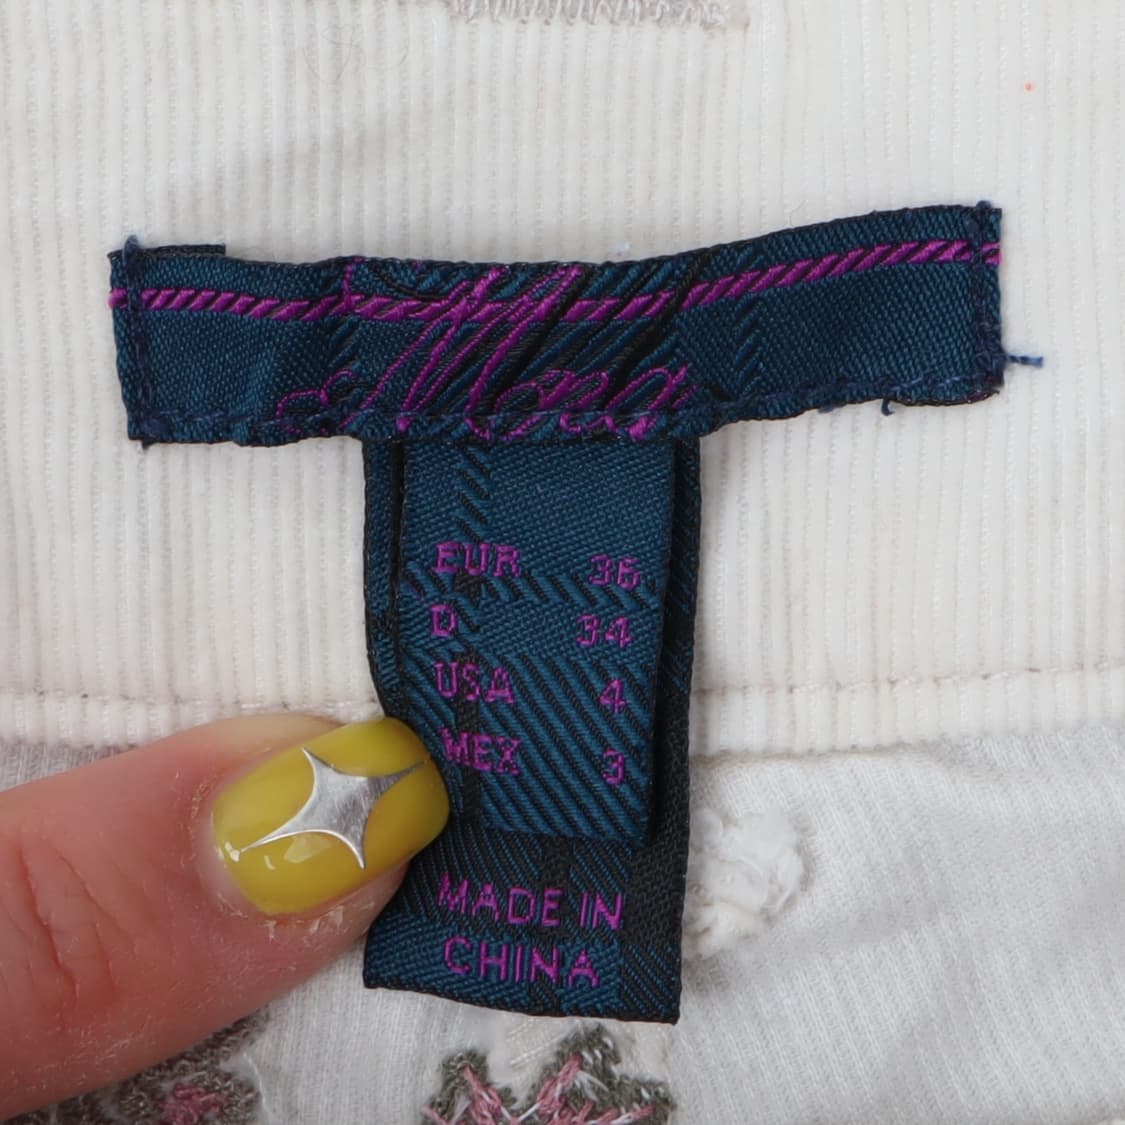 EUR 36
D 34
USA 4
MEX 3
MADE IN
CHINA